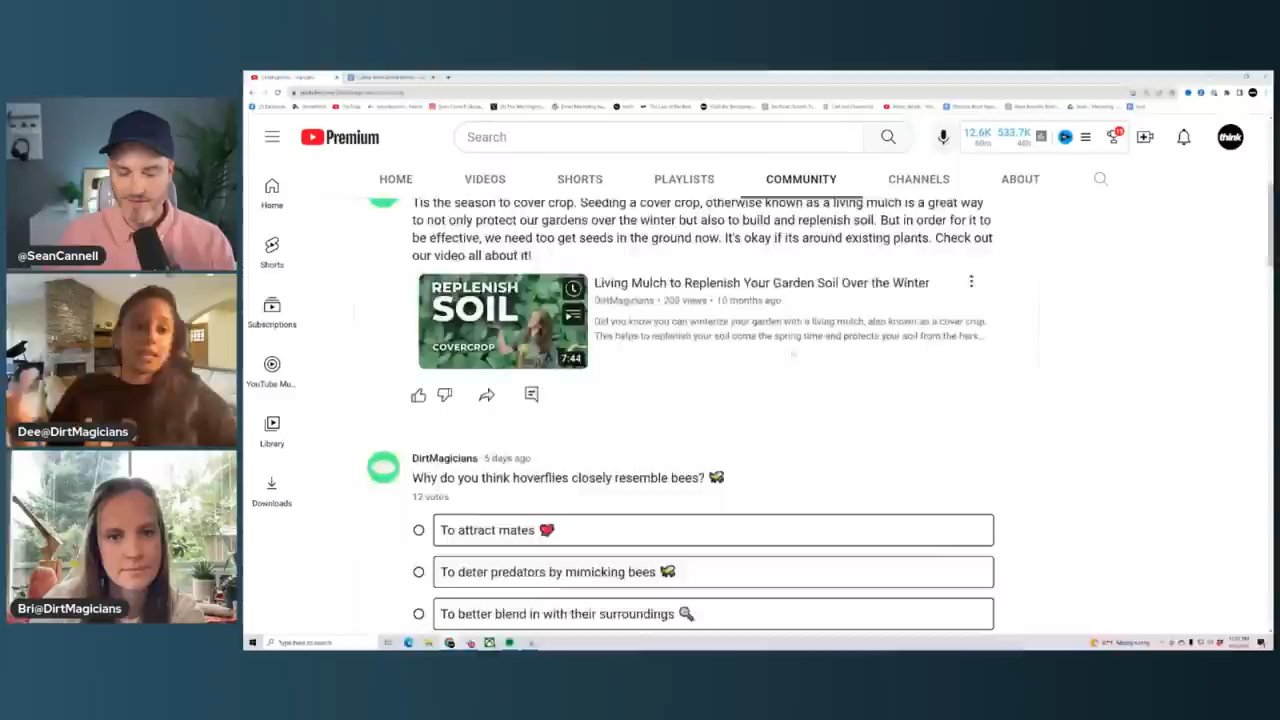 Premium
Search
12.6K 533.7K
60m 48h
think
HOME VIDEOS SHORTS PLAYLISTS COMMUNITY CHANNELS ABOUT
Home
Shorts
Subscriptions
YouTube Mu...
Library
Downloads
Tis the season to cover crop. Seeding a cover crop, otherwise known as a living mulch is a great way
to not only protect our gardens over the winter but also to build and replenish soil. But in order for it to
be effective, we need too get seeds in the ground now. It's okay if its around existing plants. Check out
our video all about it!
REPLENISH
SOIL
COVERCROP
7:44
Living Mulch to Replenish Your Garden Soil Over the Winter
DirtMagicians • 208 views • 10 months ago
Did you know you can winterize your garden with a living mulch, also known as a cover crop.
This helps to replenish your soil come the spring time and protects your soil from the hars...
DirtMagicians 5 days ago
Why do you think hoverflies closely resemble bees?
12 votes
To attract mates
To deter predators by mimicking bees
To better blend in with their surroundings
@SeanCannell
Dee@DirtMagicians
Bri@DirtMagicians
Type here to search